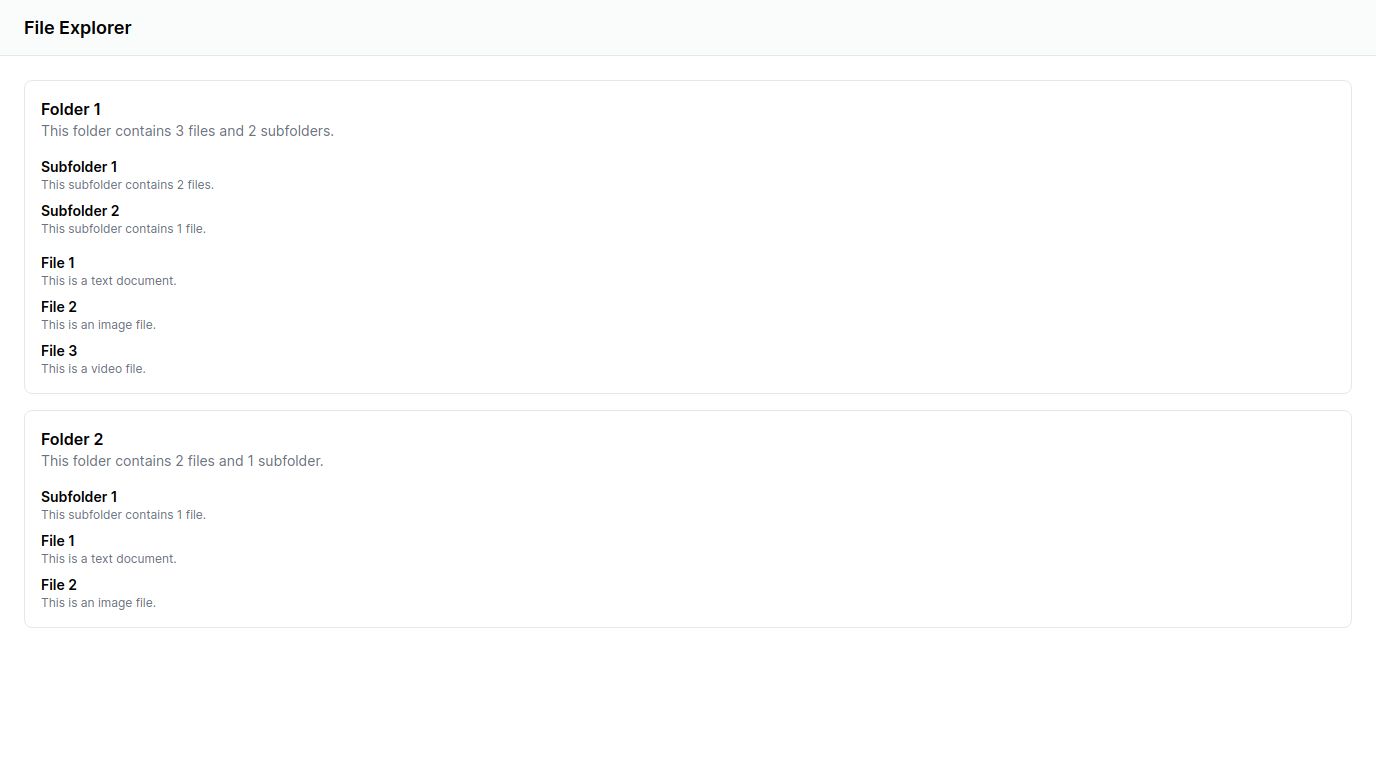 File Explorer
Folder 1
This folder contains 3 files and 2 subfolders.
Subfolder 1
This subfolder contains 2 files.
Subfolder 2
This subfolder contains 1 file.
File 1
This is a text document.
File 2
This is an image file.
File 3
This is a video file.
Folder 2
This folder contains 2 files and 1 subfolder.
Subfolder 1
This subfolder contains 1 file.
File 1
This is a text document.
File 2
This is an image file.